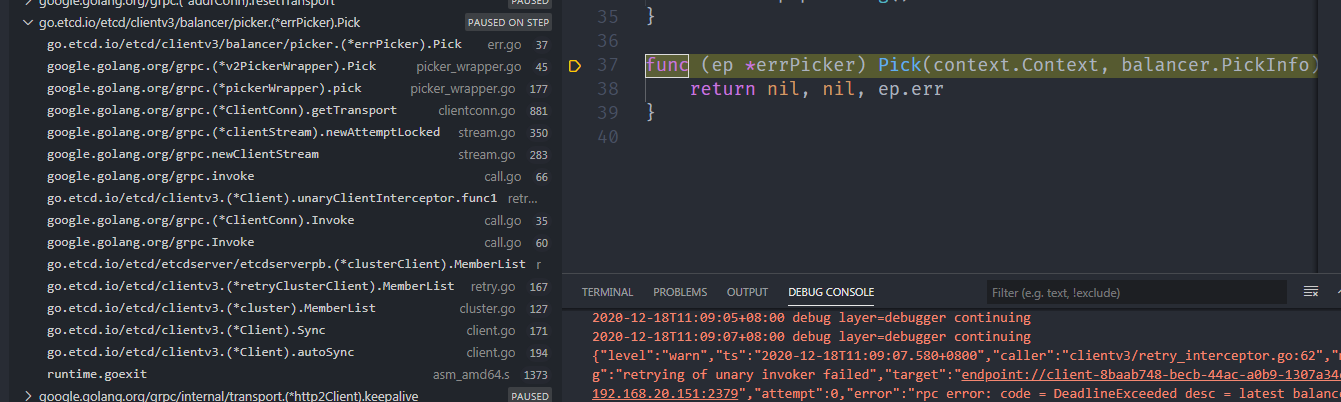 google.golang.org/grpc.(*addrConn).resetTransport PAUSED
go.etcd.io/etcd/clientv3/balancer/picker.(*errPicker).Pick PAUSED ON STEP
go.etcd.io/etcd/clientv3/balancer/picker.(*errPicker).Pick err.go 37
google.golang.org/grpc.(*v2PickerWrapper).Pick picker_wrapper.go 45
google.golang.org/grpc.(*pickerWrapper).pick picker_wrapper.go 177
google.golang.org/grpc.(*ClientConn).getTransport clientconn.go 881
google.golang.org/grpc.(*clientStream).newAttemptLocked stream.go 350
google.golang.org/grpc.newClientStream stream.go 283
google.golang.org/grpc.invoke call.go 66
go.etcd.io/etcd/clientv3.(*Client).unaryClientInterceptor.func1 retr...
google.golang.org/grpc.(*ClientConn).Invoke call.go 35
google.golang.org/grpc.Invoke call.go 60
go.etcd.io/etcd/etcdserver/etcdserverpb.(*clusterClient).MemberList r
go.etcd.io/etcd/clientv3.(*retryClusterClient).MemberList retry.go 167
go.etcd.io/etcd/clientv3.(*cluster).MemberList cluster.go 127
go.etcd.io/etcd/clientv3.(*Client).Sync client.go 171
go.etcd.io/etcd/clientv3.(*Client).autoSync client.go 194
runtime.goexit asm_amd64.s 1373
google.golang.org/grpc/internal/transport.(*http2Client).keepalive PAUSED
35 }
36
37 func (ep *errPicker) Pick(context.Context, balancer.PickInfo)
38 return nil, nil, ep.err
39 }
40
TERMINAL PROBLEMS OUTPUT DEBUG CONSOLE Filter (e.g. text, !exclude)
2020-12-18T11:09:05+08:00 debug layer=debugger continuing
2020-12-18T11:09:07+08:00 debug layer=debugger continuing
{"level":"warn","ts":"2020-12-18T11:09:07.580+0800","caller":"clientv3/retry_interceptor.go:62","m
g":"retrying of unary invoker failed","target":"endpoint://client-8baab748-becb-44ac-a0b9-1307a34
192.168.20.151:2379","attempt":0,"error":"rpc error: code = DeadlineExceeded desc = latest balanc